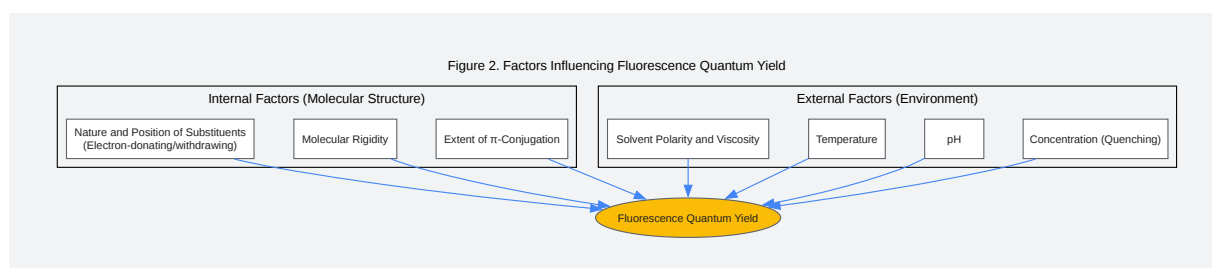 Figure 2. Factors Influencing Fluorescence Quantum Yield
Internal Factors (Molecular Structure)
Nature and Position of Substituents
(Electron-donating/withdrawing)
Molecular Rigidity
Extent of π-Conjugation
External Factors (Environment)
Solvent Polarity and Viscosity
Temperature
pH
Concentration (Quenching)
Fluorescence Quantum Yield